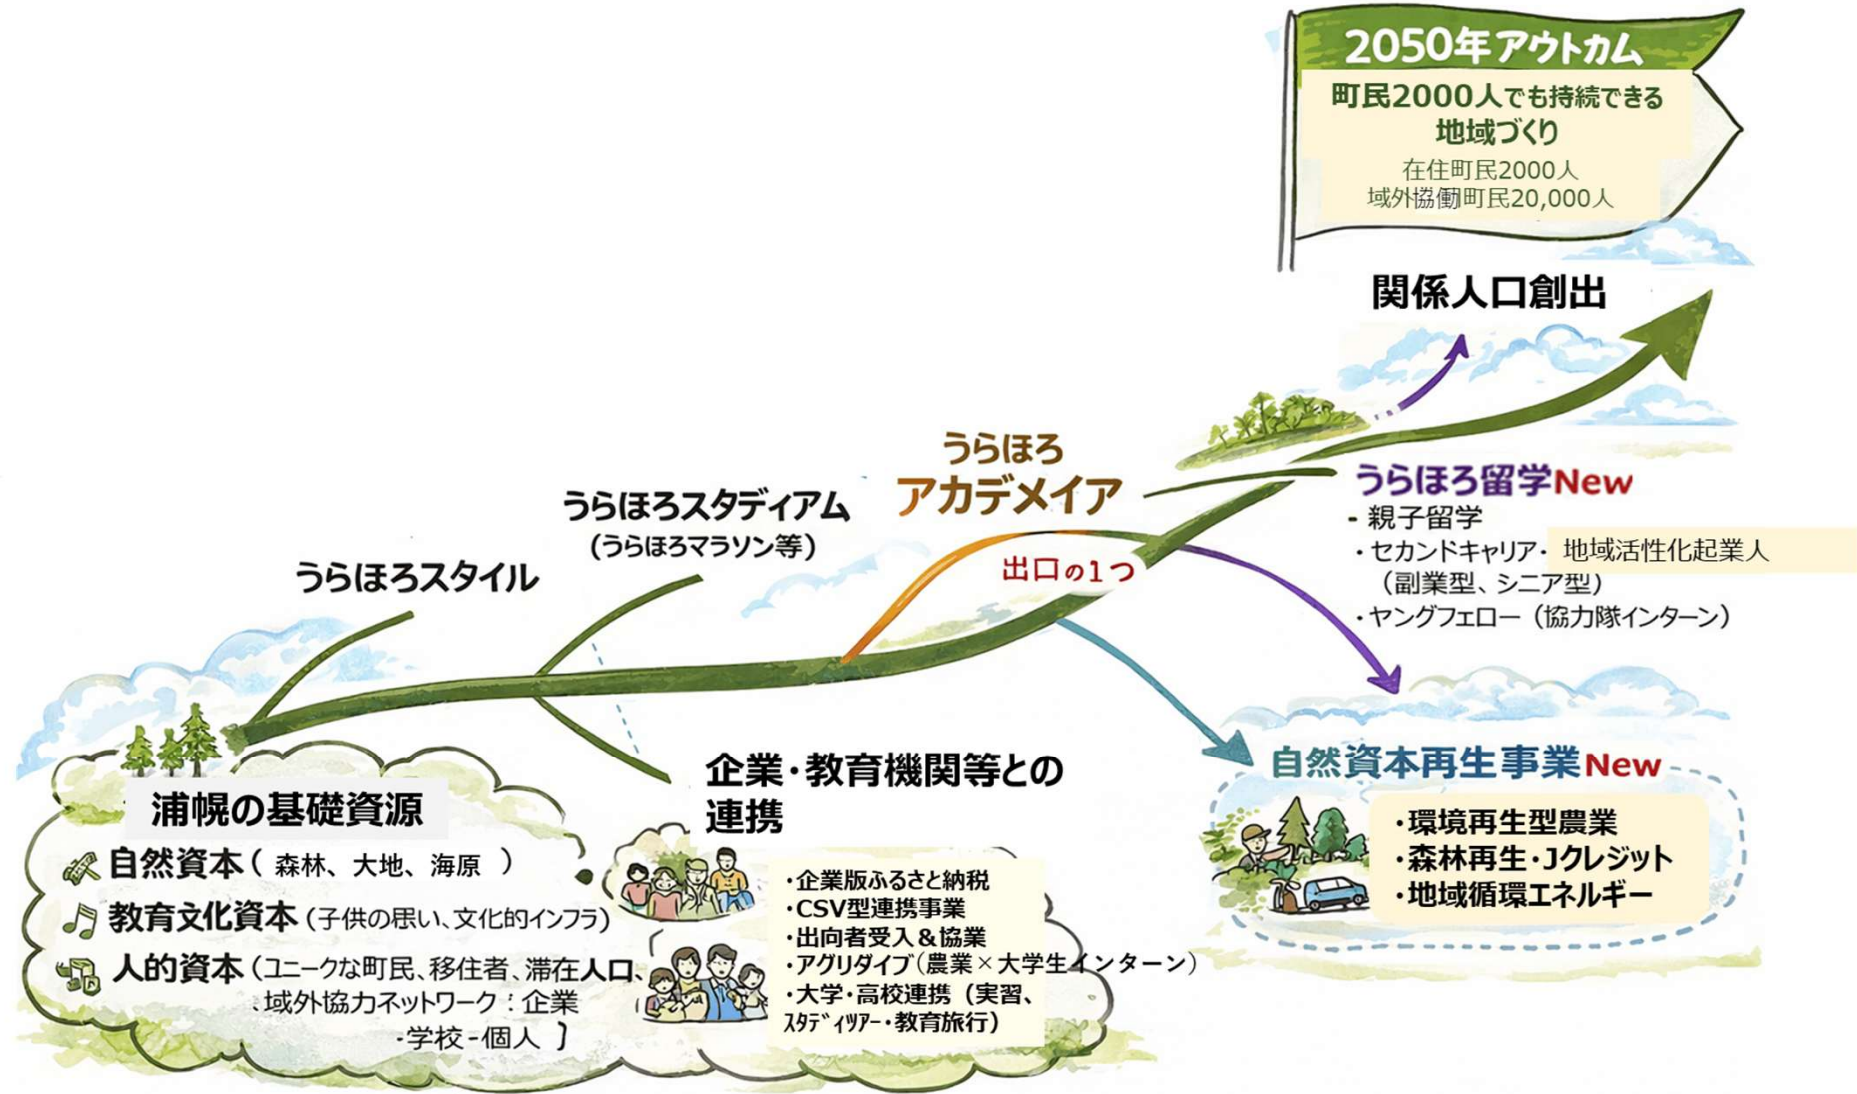 2050年アウトカム
町民2000人でも持続できる
地域づくり
在住町民2000人
域外協働町民20,000人
関係人口創出
うらほろ
アカデメイア
出口の1つ
うらほろスタディアム
(うらほろマラソン等)
うらほろスタイル
うらほろ留学New
- 親子留学
・セカンドキャリア・地域活性化起業人
(副業型、シニア型)
・ヤングフェロー(協力隊インターン)
自然資本再生事業New
・環境再生型農業
・森林再生・Jクレジット
・地域循環エネルギー
浦幌の基礎資源
自然資本( 森林、大地、海原 )
教育文化資本(子供の思い、文化的インフラ)
人的資本(ユニークな町民、移住者、滞在人口、
域外協力ネットワーク:企業
・学校-個人 ]
企業・教育機関等との
連携
・企業版ふるさと納税
・CSV型連携事業
・出向者受入&協業
・アグリダイブ(農業×大学生インターン)
・大学・高校連携(実習、
ｽﾀﾃﾞｨﾂｱｰ・教育旅行)